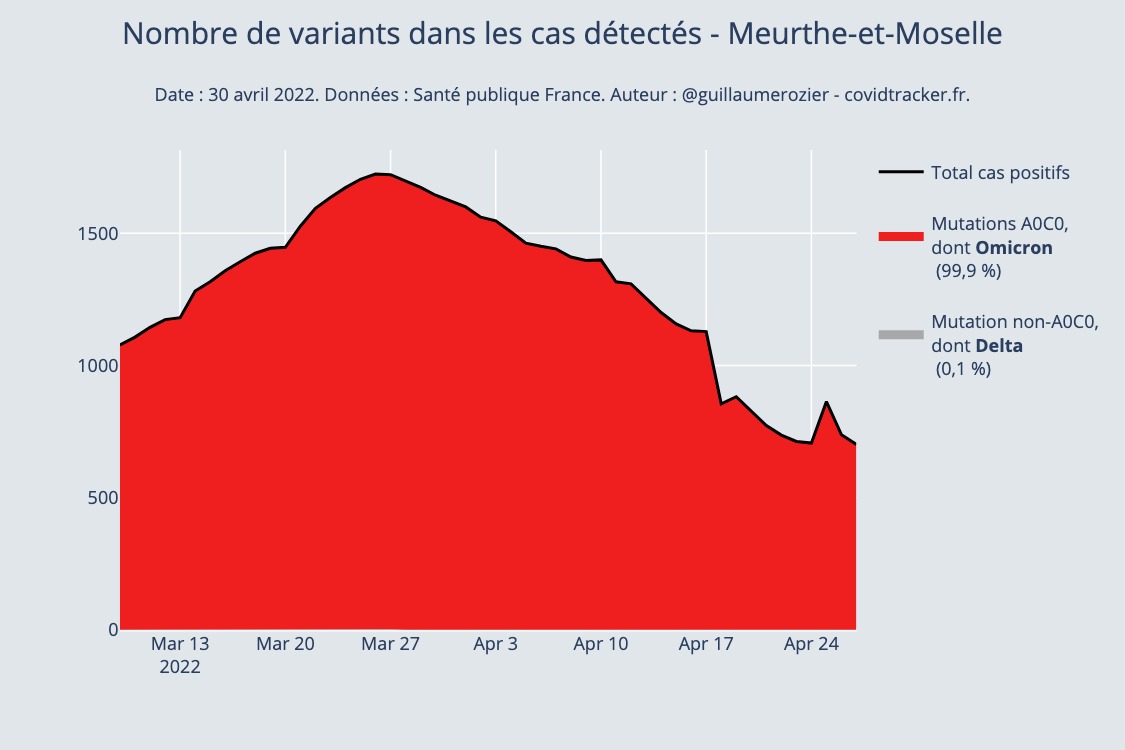 Nombre de variants dans les cas détectés - Meurthe-et-Moselle
Date : 30 avril 2022. Données : Santé publique France. Auteur : @guillaumerozier - covidtracker.fr.
Total cas positifs
Mutations A0C0,
dont Omicron
(99,9 %)
Mutation non-A0C0,
dont Delta
(0,1 %)
1500
1000
500
0
Mar 13
2022
Mar 20
Mar 27
Apr 3
Apr 10
Apr 17
Apr 24